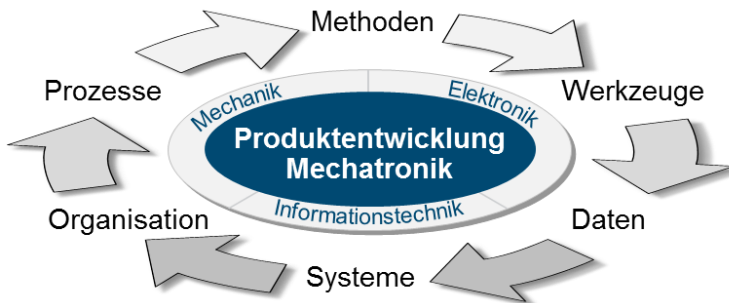 Methoden
Prozesse
Werkzeuge
Mechanik
Elektronik
Produktentwicklung
Mechatronik
Informationstechnik
Organisation
Daten
Systeme